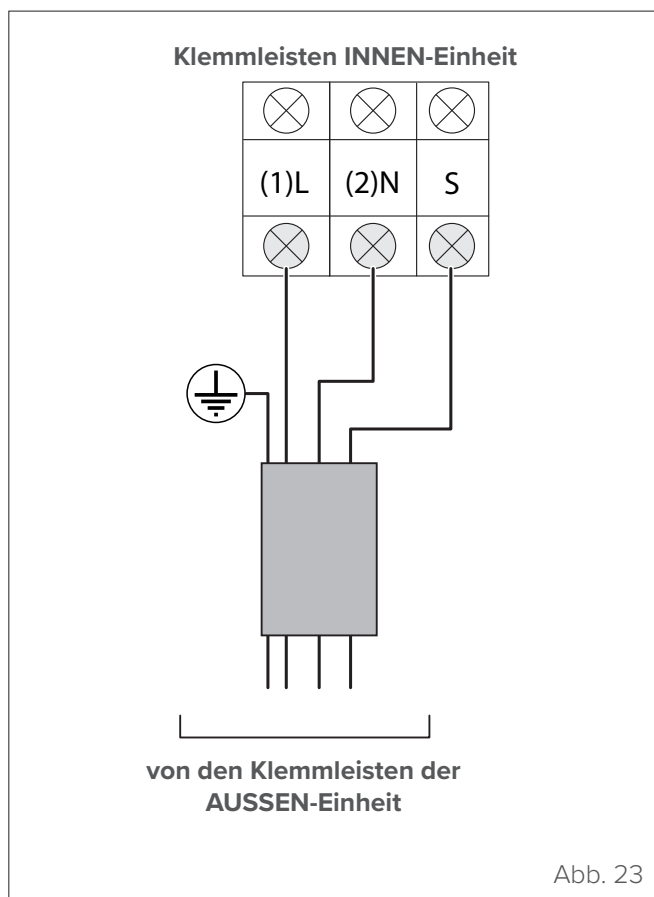 Klemmleisten INNEN-Einheit
(1)L (2)N S
von den Klemmleisten der
AUSSEN-Einheit
Abb. 23